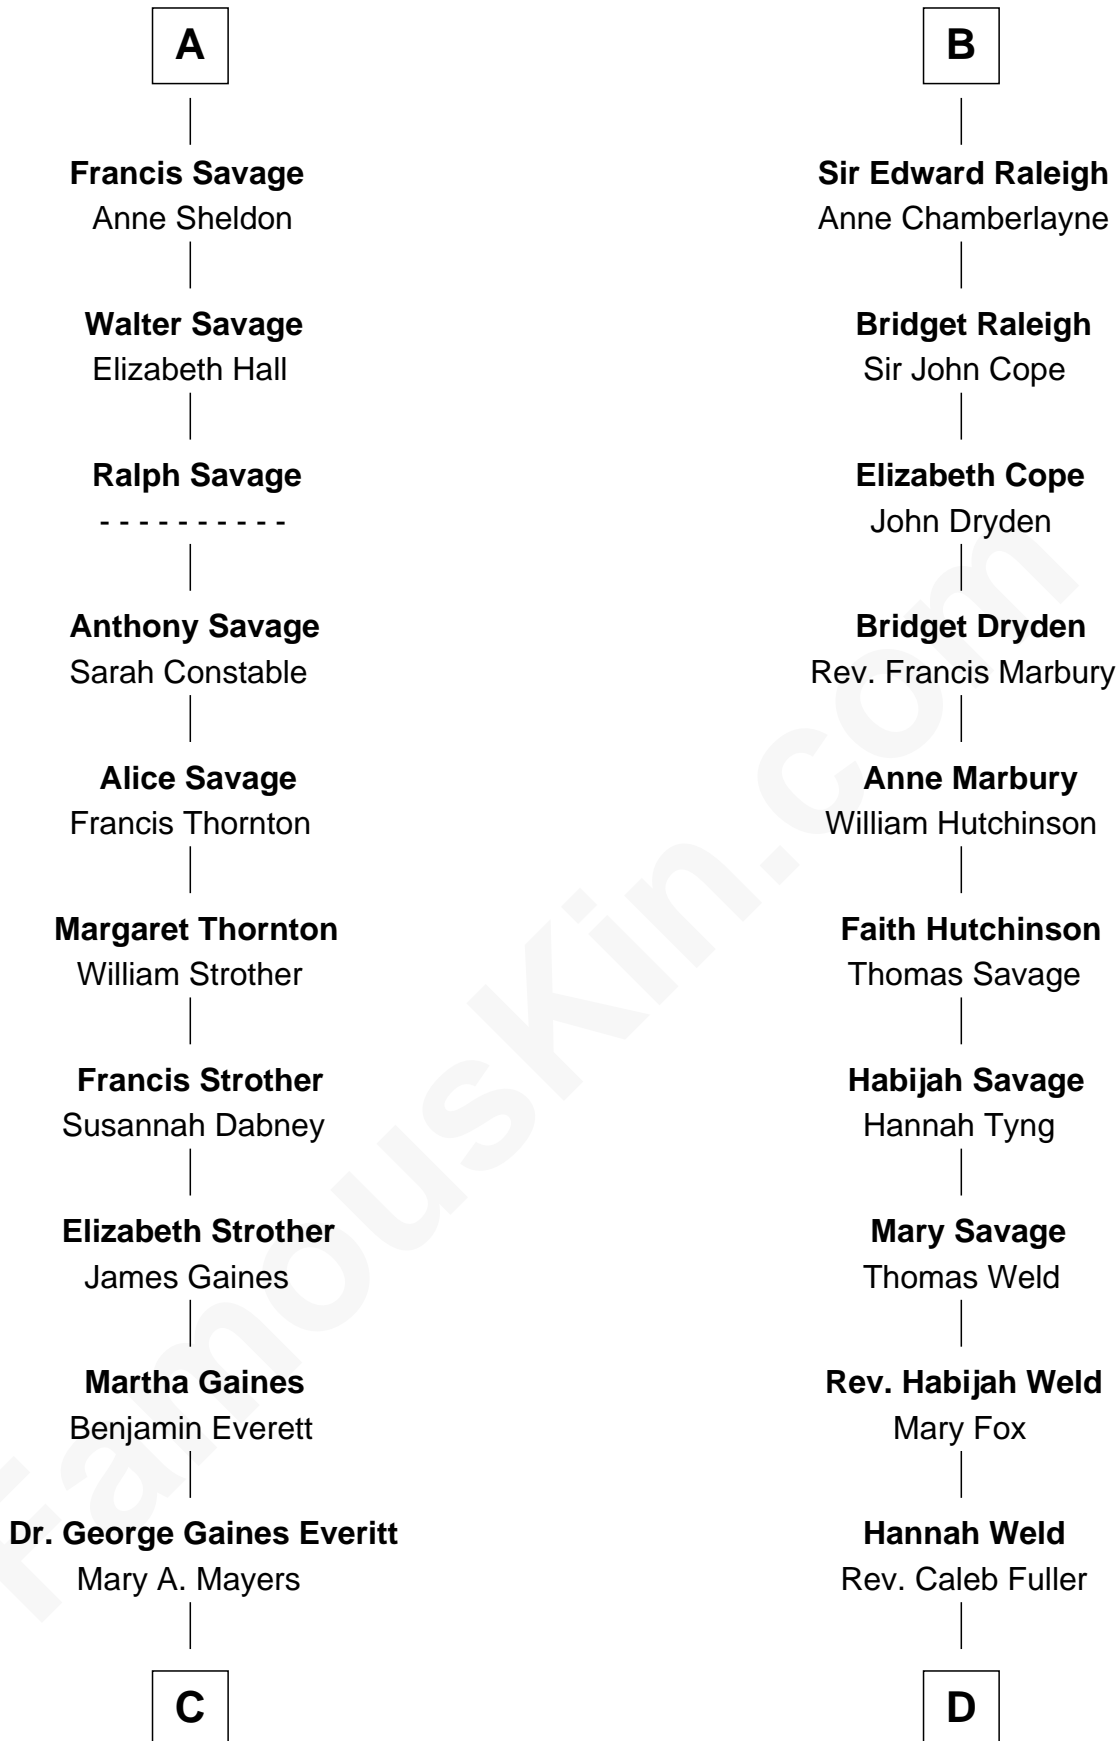 A
Francis Savage
Anne Sheldon
Walter Savage
Elizabeth Hall
Ralph Savage
- - - - - - - - - -
Anthony Savage
Sarah Constable
Alice Savage
Francis Thornton
Margaret Thornton
William Strother
Francis Strother
Susannah Dabney
Elizabeth Strother
James Gaines
Martha Gaines
Benjamin Everett
Dr. George Gaines Everitt
Mary A. Mayers
C
B
Sir Edward Raleigh
Anne Chamberlayne
Bridget Raleigh
Sir John Cope
Elizabeth Cope
John Dryden
Bridget Dryden
Rev. Francis Marbury
Anne Marbury
William Hutchinson
Faith Hutchinson
Thomas Savage
Habijah Savage
Hannah Tyng
Mary Savage
Thomas Weld
Rev. Habijah Weld
Mary Fox
Hannah Weld
Rev. Caleb Fuller
D
FamousKin.com